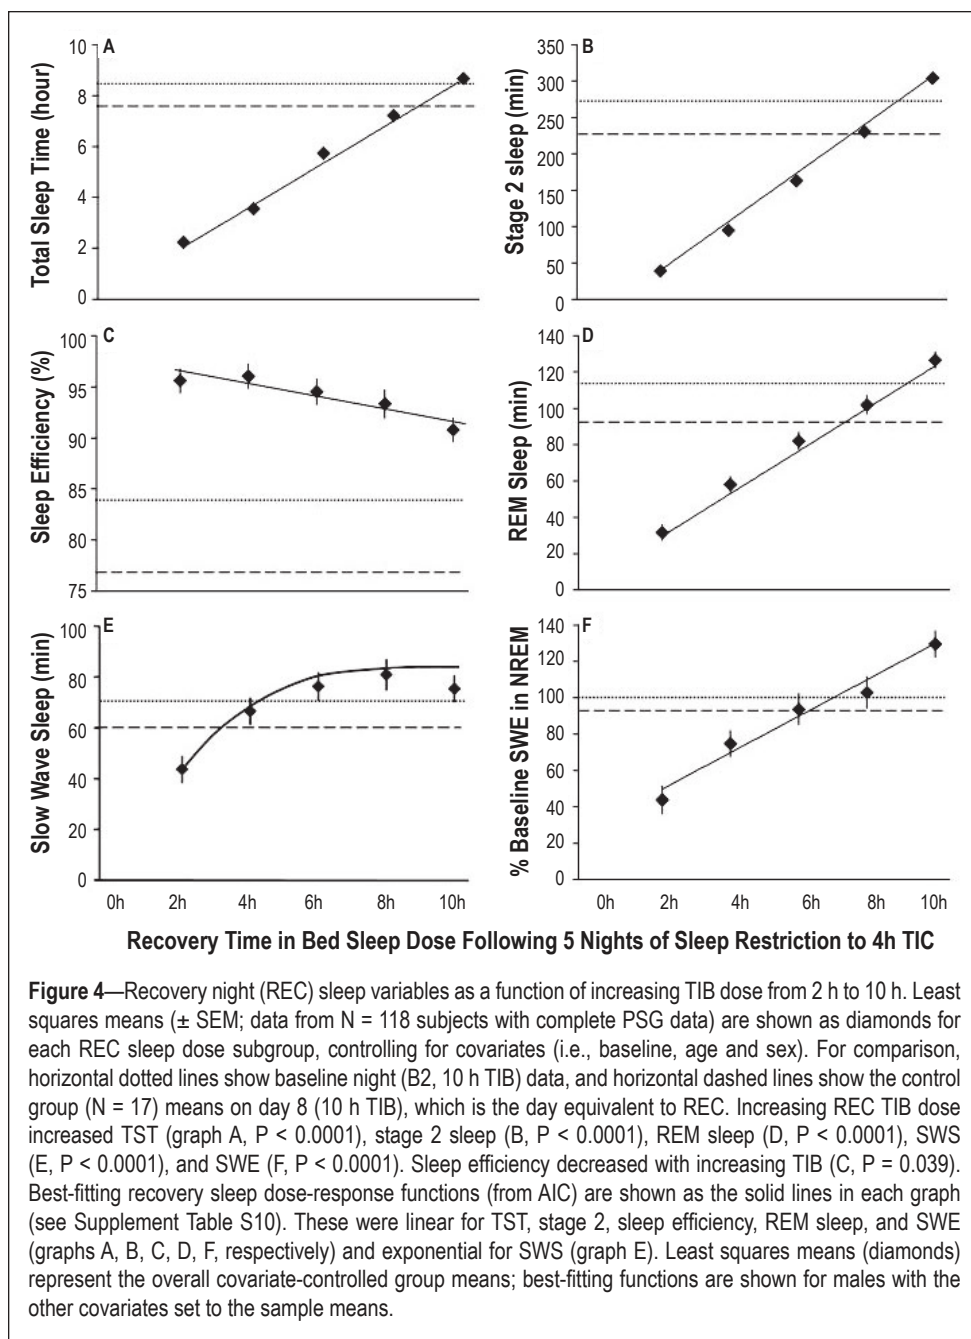 A
10
8
6
4
2
0
Total Sleep Time (hour)
B
350
300
250
200
150
100
50
0
Stage 2 sleep (min)
C
100
95
90
85
80
75
Sleep Efficiency (%)
D
140
120
100
80
60
40
20
0
REM Sleep (min)
E
100
80
60
40
20
0
Slow Wave Sleep (min)
0h 2h 4h 6h 8h 10h
F
140
120
100
80
60
40
20
0
% Baseline SWE in NREM
0h 2h 4h 6h 8h 10h
Recovery Time in Bed Sleep Dose Following 5 Nights of Sleep Restriction to 4h TIC
Figure 4—Recovery night (REC) sleep variables as a function of increasing TIB dose from 2 h to 10 h. Least
squares means (± SEM; data from N = 118 subjects with complete PSG data) are shown as diamonds for
each REC sleep dose subgroup, controlling for covariates (i.e., baseline, age and sex). For comparison,
horizontal dotted lines show baseline night (B2, 10 h TIB) data, and horizontal dashed lines show the control
group (N = 17) means on day 8 (10 h TIB), which is the day equivalent to REC. Increasing REC TIB dose
increased TST (graph A, P < 0.0001), stage 2 sleep (B, P < 0.0001), REM sleep (D, P < 0.0001), SWS
(E, P < 0.0001), and SWE (F, P < 0.0001). Sleep efficiency decreased with increasing TIB (C, P = 0.039).
Best-fitting recovery sleep dose-response functions (from AIC) are shown as the solid lines in each graph
(see Supplement Table S10). These were linear for TST, stage 2, sleep efficiency, REM sleep, and SWE
(graphs A, B, C, D, F, respectively) and exponential for SWS (graph E). Least squares means (diamonds)
represent the overall covariate-controlled group means; best-fitting functions are shown for males with the
other covariates set to the sample means.